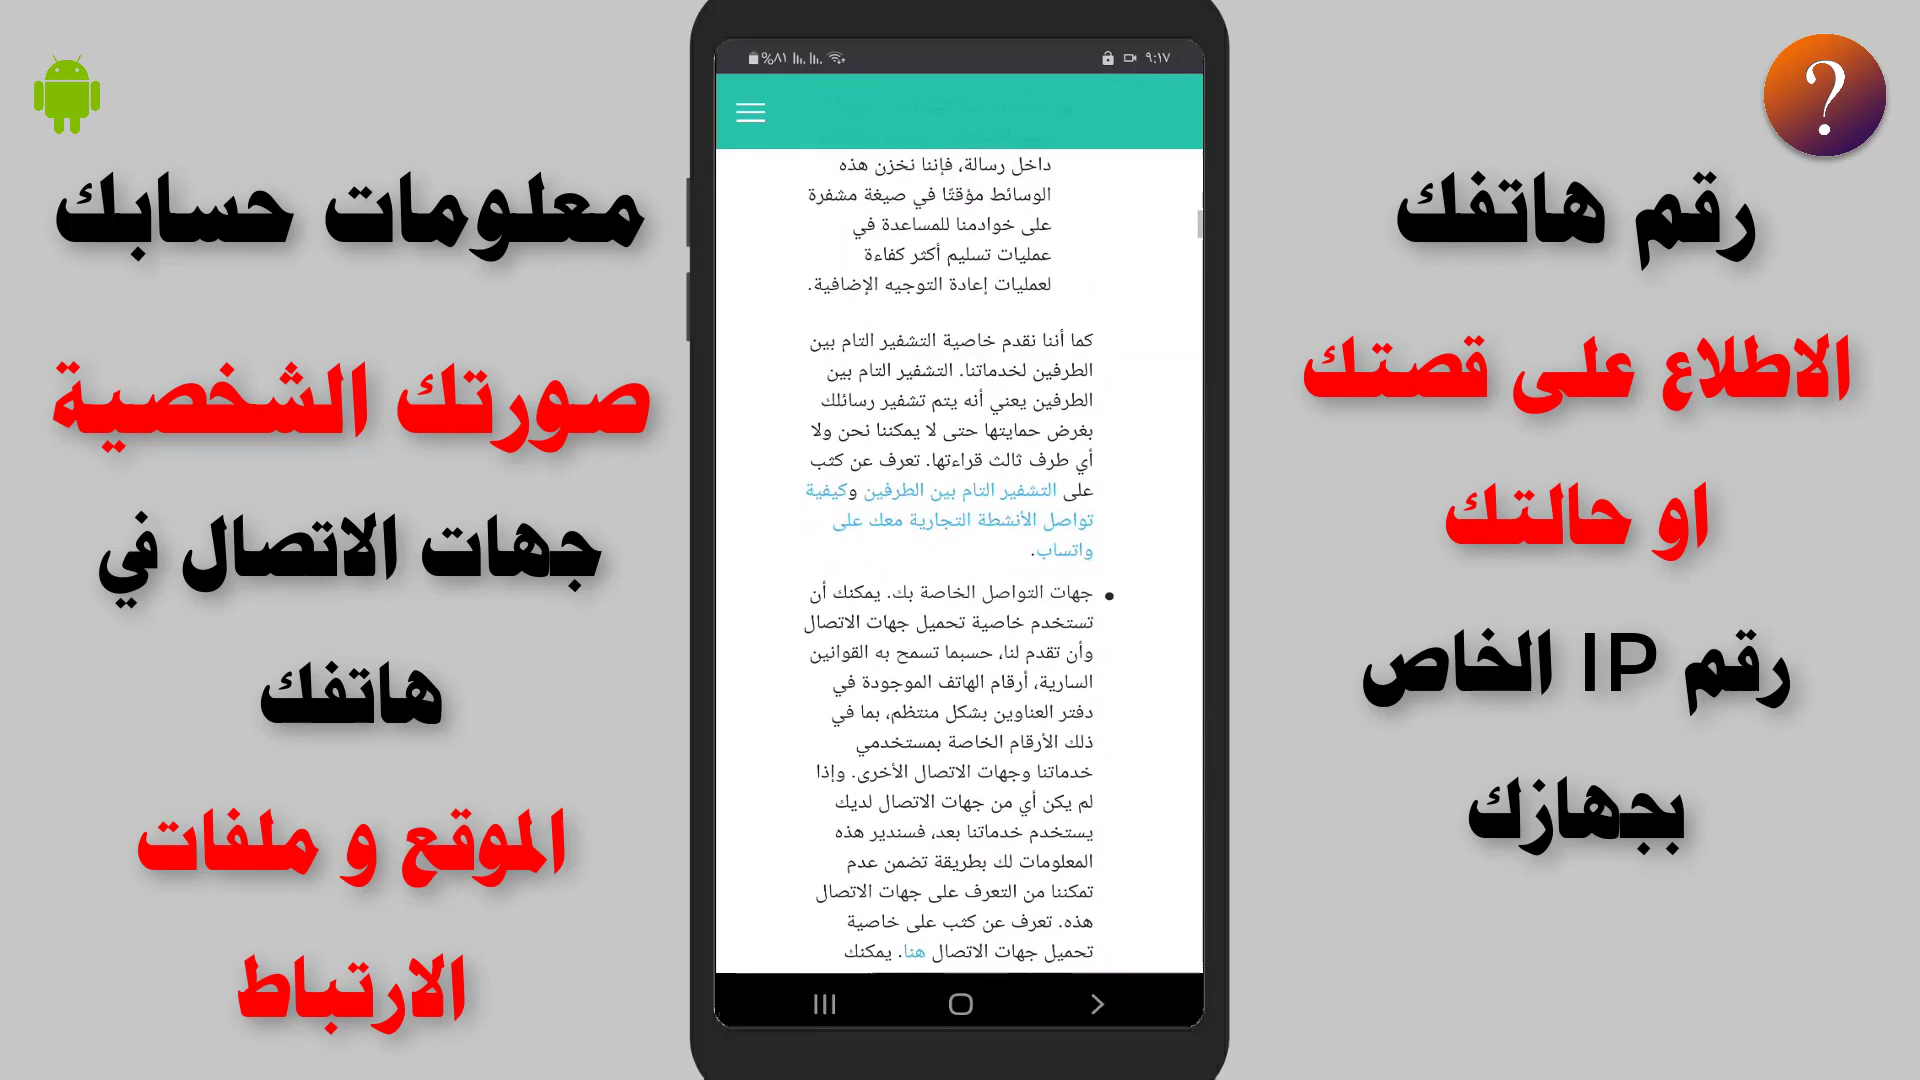 رقم هاتفك
الاطلاع على قصتك
او حالتك
رقم IP الخاص
بجهازك
?
%٨١
٩:١٧
داخل رسالة، فإننا نخزن هذه
الوسائط مؤقتًا في صيغة مشفرة
على خوادمنا للمساعدة في
عمليات تسليم أكثر كفاءة
لعمليات إعادة التوجيه الإضافية.
كما أننا نقدم خاصية التشفير التام بين
الطرفين لخدماتنا. التشفير التام بين
الطرفين يعني أنه يتم تشفير رسائلك
بغرض حمايتها حتى لا يمكننا نحن ولا
أي طرف ثالث قراءتها. تعرف عن كثب
على التشفير التام بين الطرفين وكيفية
تواصل الأنشطة التجارية معك على
واتساب.
• جهات التواصل الخاصة بك. يمكنك أن
تستخدم خاصية تحميل جهات الاتصال
وأن تقدم لنا، حسبما تسمح به القوانين
السارية، أرقام الهاتف الموجودة في
دفتر العناوين بشكل منتظم، بما في
ذلك الأرقام الخاصة بمستخدمي
خدماتنا وجهات الاتصال الأخرى. وإذا
لم يكن أي من جهات الاتصال لديك
يستخدم خدماتنا بعد، فسندير هذه
المعلومات لك بطريقة تضمن عدم
تمكننا من التعرف على جهات الاتصال
هذه. تعرف عن كثب على خاصية
تحميل جهات الاتصال هنا. يمكنك
معلومات حسابك
صورتك الشخصية
جهات الاتصال في
هاتفك
الموقع و ملفات
الارتباط